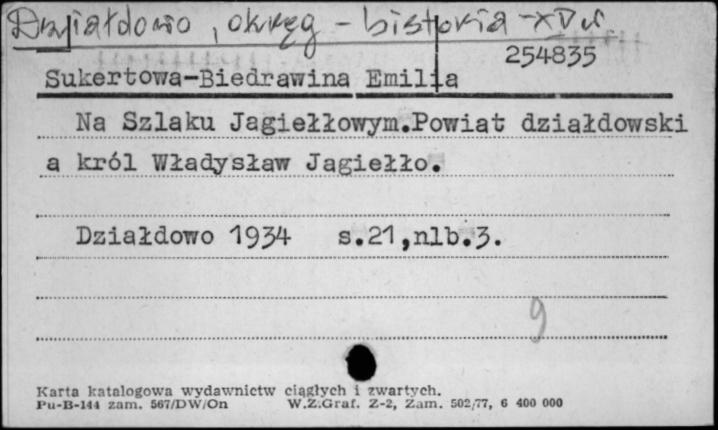 Działdowo, okręg - historia - XV w.
254835
Sukertowa-Biedrawina Emilia
Na Szlaku Jagiełłowym.Powiat działdowski
a król Władysław Jagiełło.
Działdowo 1934 s.21,nlb.3.
9
Karta katalogowa wydawnictw ciągłych i zwartych.
Pu-B-144 zam. 567/DW/On W.Z.Graf. Z-2, Zam. 502/77, 6 400 000